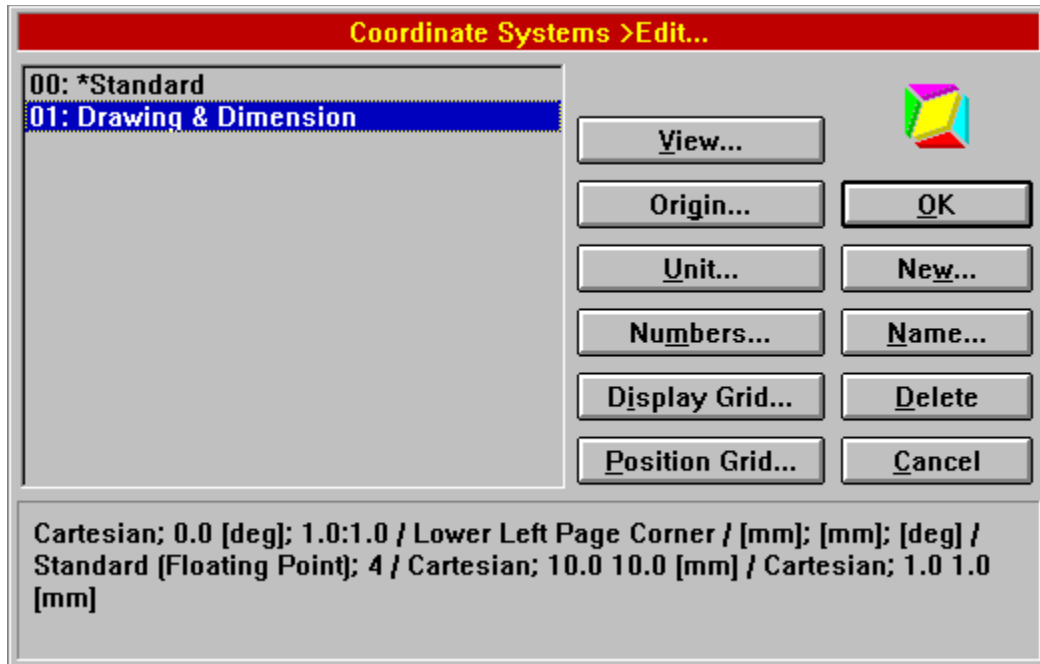 Coordinate Systems >Edit...
00: *Standard
01: Drawing & Dimension
View...
Origin...
OK
Unit...
New...
Numbers...
Name...
Display Grid...
Delete
Position Grid...
Cancel
Cartesian; 0.0 [deg]; 1.0:1.0 / Lower Left Page Corner / [mm]; [mm]; [deg] /
Standard (Floating Point); 4 / Cartesian; 10.0 10.0 [mm] / Cartesian; 1.0 1.0
[mm]